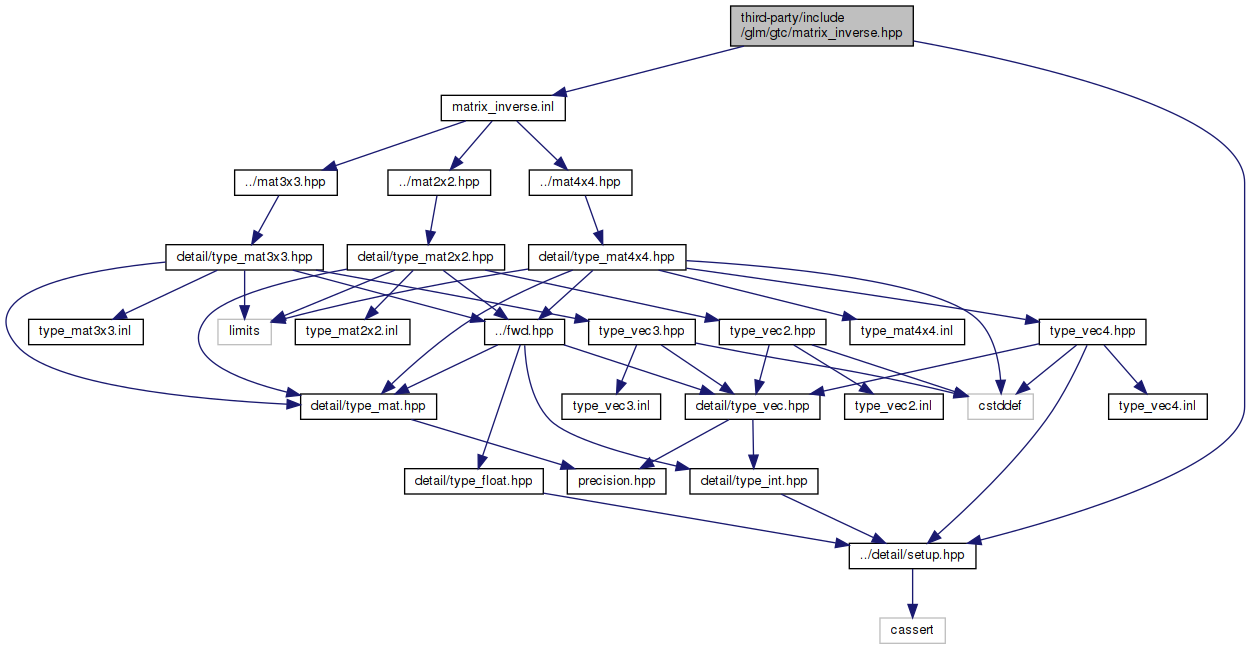 third-party/include
/glm/gtc/matrix_inverse.hpp
matrix_inverse.inl
../mat3x3.hpp
../mat2x2.hpp
../mat4x4.hpp
detail/type_mat3x3.hpp
detail/type_mat2x2.hpp
detail/type_mat4x4.hpp
type_mat3x3.inl
limits
type_mat2x2.inl
../fwd.hpp
type_vec3.hpp
type_vec2.hpp
type_mat4x4.inl
type_vec4.hpp
detail/type_mat.hpp
type_vec3.inl
detail/type_vec.hpp
type_vec2.inl
cstddef
type_vec4.inl
detail/type_float.hpp
precision.hpp
detail/type_int.hpp
../detail/setup.hpp
cassert